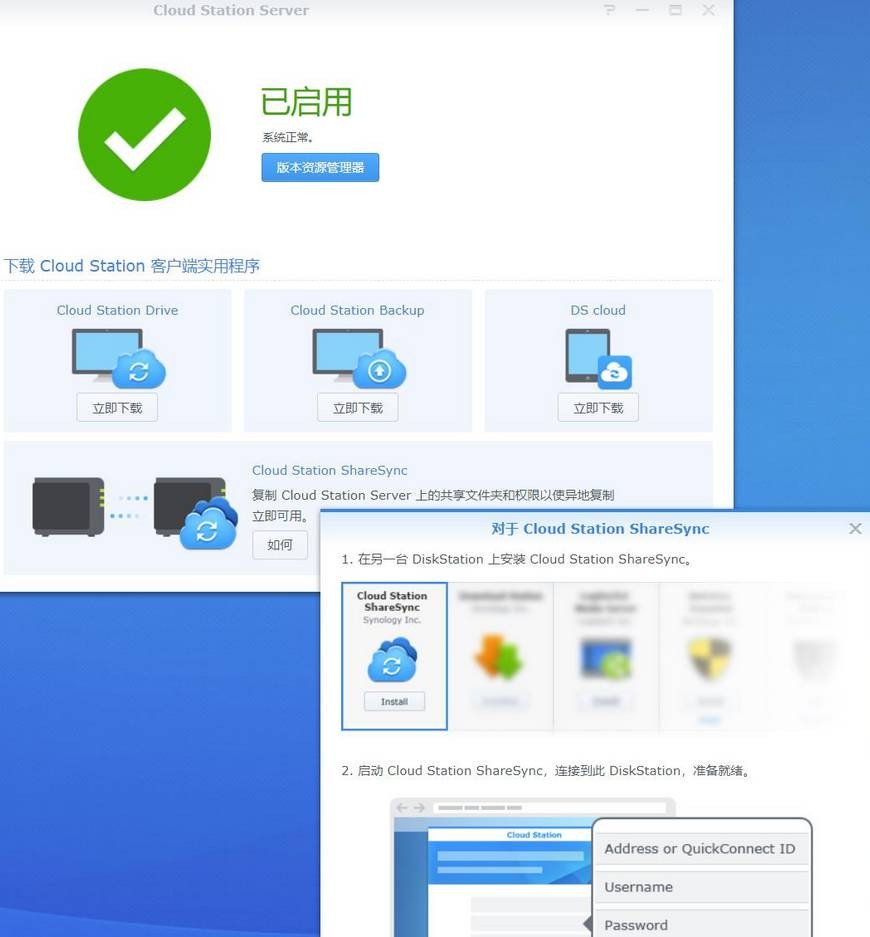 Cloud Station Server
已启用
系统正常。
版本资源管理器
下载 Cloud Station 客户端实用程序
Cloud Station Drive
Cloud Station Backup
DS cloud
立即下载
立即下载
立即下载
Cloud Station ShareSync
复制 Cloud Station Server 上的共享文件夹和权限以使异地复制
立即可用。
如何
对于 Cloud Station ShareSync
1. 在另一台 DiskStation 上安装 Cloud Station ShareSync。
Cloud Station
ShareSync
Synology Inc.
Install
2. 启动 Cloud Station ShareSync，连接到此 DiskStation，准备就绪。
Cloud Station
Address or QuickConnect ID
Username
Password